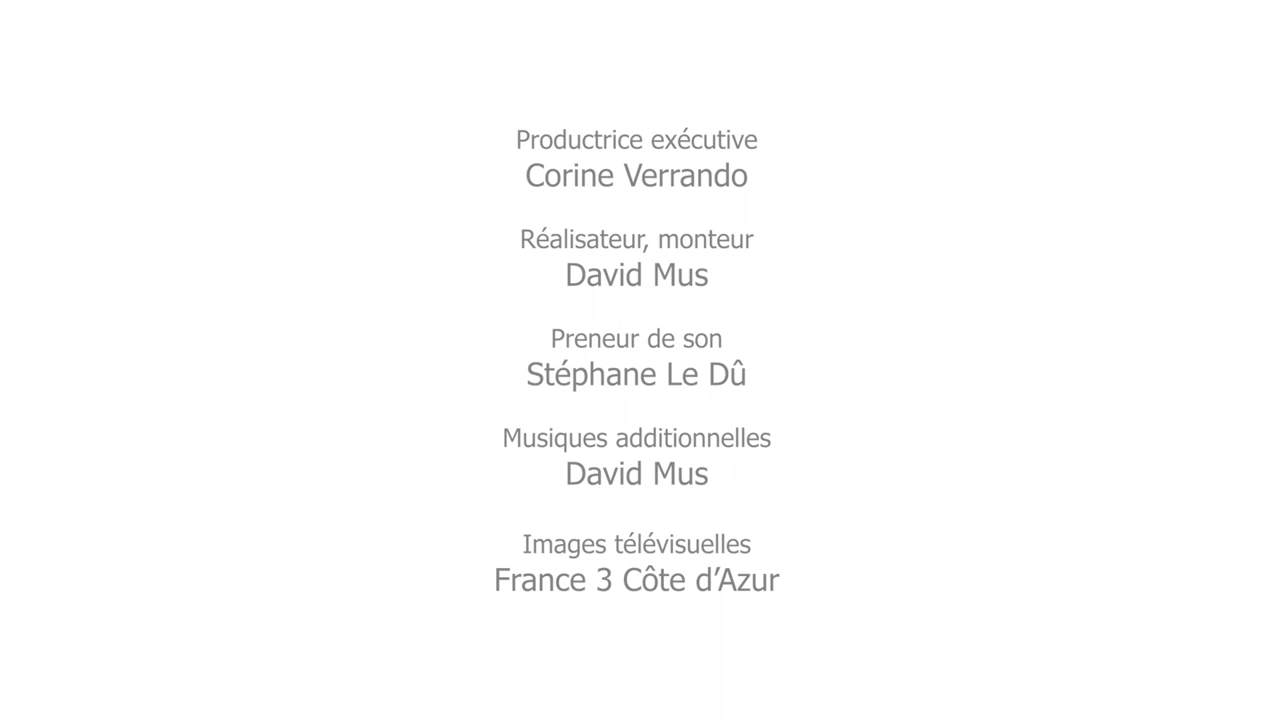 Productrice exécutive
Corine Verrando
Réalisateur, monteur
David Mus
Preneur de son
Stéphane Le Dû
Musiques additionnelles
David Mus
Images télévisuelles
France 3 Côte d’Azur